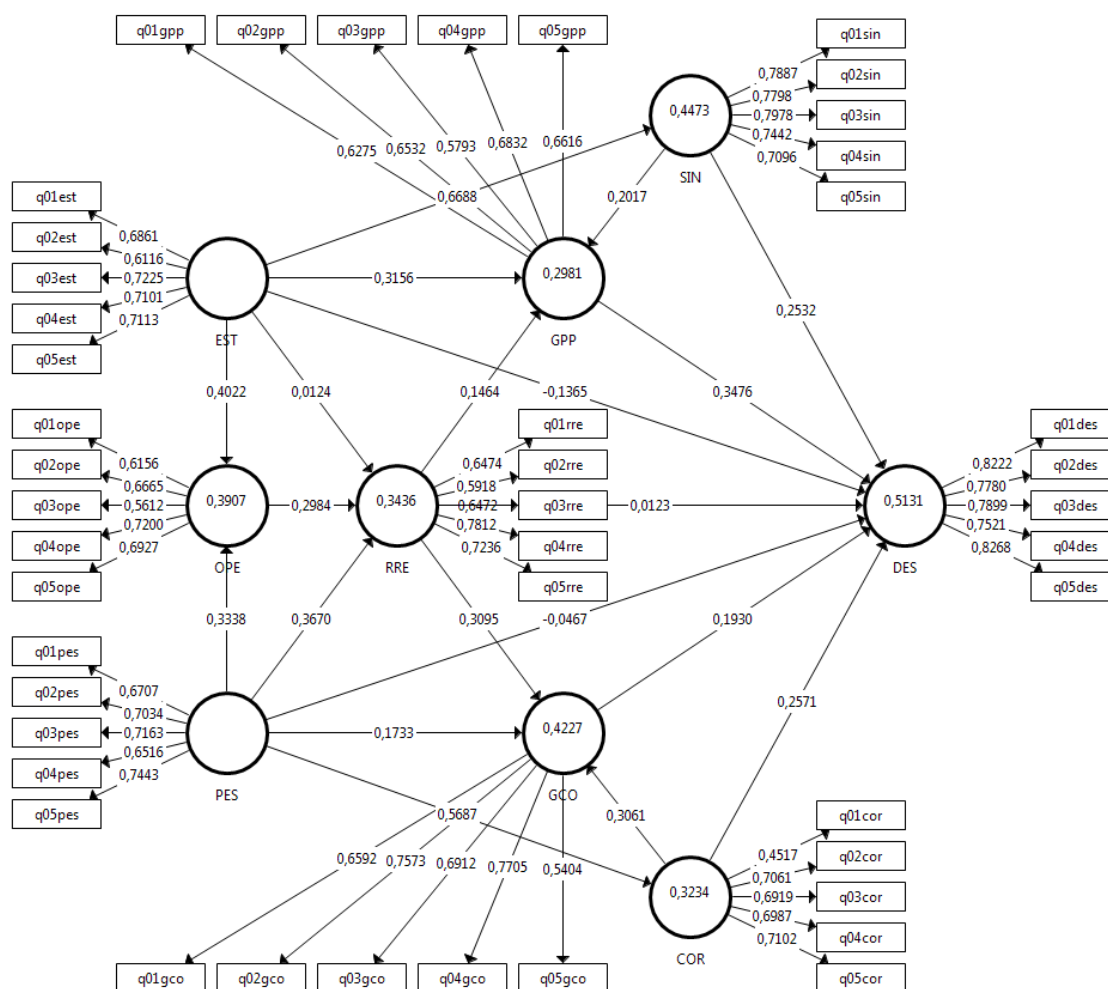 q01gpp q02gpp q03gpp q04gpp q05gpp
q01sin
0,7887
q02sin
0,7798
0,4473
q03sin
0,7978
0,7442
q04sin
0,6275 0,6532 0,5793 0,6832 0,6616
0,7096
SIN
q05sin
q01est
0,6688
0,2017
q02est
0,6861
0,6116
q03est
0,7225
0,3156
0,2981
0,7101
q04est
0,7113
0,2532
EST
GPP
q05est
0,4022
0,0124
0,1464
-0,1365
0,3476
q01ope
q01rre
q01des
0,6156
0,6474
0,8222
q02ope
q02rre
q02des
0,6665
0,5918
0,7780
q03ope
0,5612
0,3907
0,2984
0,3436
0,6472
q03rre
0,0123
0,5131
0,7899
q03des
0,7200
0,7812
0,7521
q04ope
q04rre
q04des
0,6927
0,7236
0,8268
OPE
RRE
DES
q05ope
q05rre
q05des
0,3338
0,3670
0,3095
-0,0467
0,1930
q01pes
0,6707
q02pes
0,7034
0,2571
q03pes
0,7163
0,1733
0,4227
0,6516
q04pes
0,7443
PES
GCO
q05pes
0,5687
0,3061
q01cor
0,4517
q02cor
0,6592 0,7573 0,6912 0,7705 0,5404
0,7061
0,3234
0,6919
q03cor
0,6987
q04cor
0,7102
COR
q01gco q02gco q03gco q04gco q05gco
q05cor